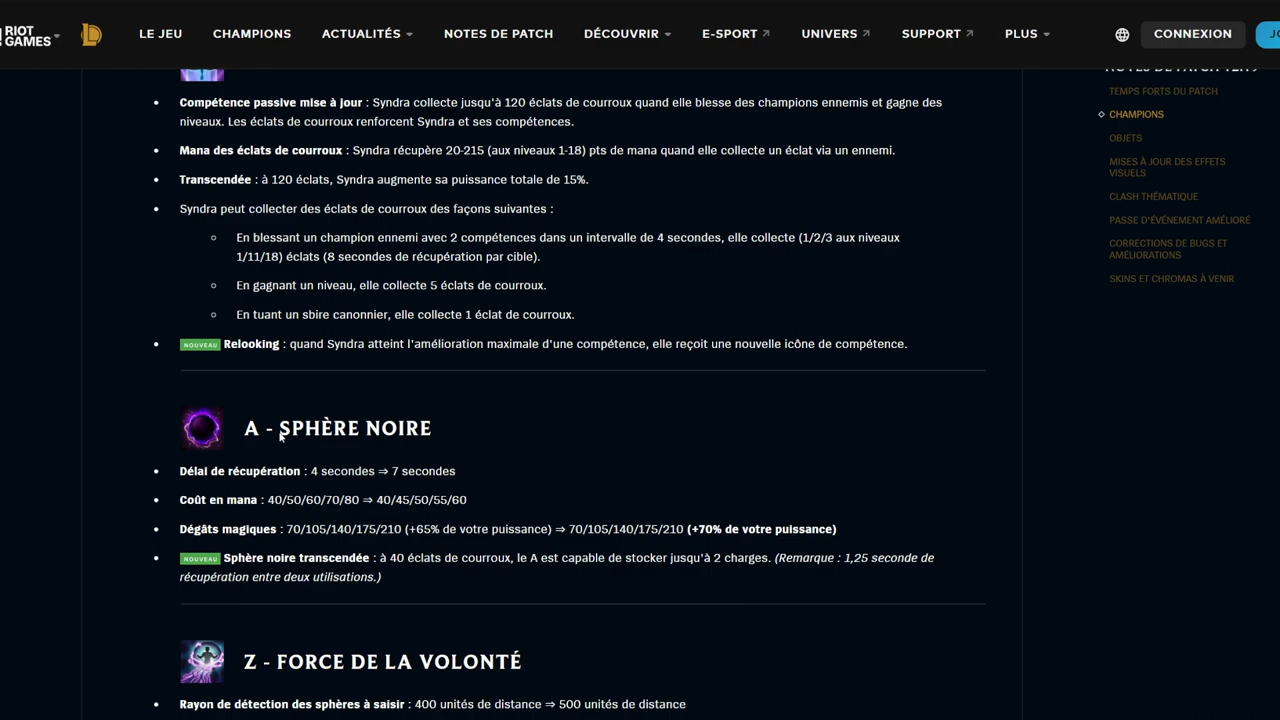 RIOT GAMES
LE JEU
CHAMPIONS
ACTUALITÉS
NOTES DE PATCH
DÉCOUVRIR
E-SPORT
UNIVERS
SUPPORT
PLUS
CONNEXION
Compétence passive mise à jour : Syndra collecte jusqu'à 120 éclats de courroux quand elle blesse des champions ennemis et gagne des
niveaux. Les éclats de courroux renforcent Syndra et ses compétences.
Mana des éclats de courroux : Syndra récupère 20-215 (aux niveaux 1-18) pts de mana quand elle collecte un éclat via un ennemi.
Transcendée : à 120 éclats, Syndra augmente sa puissance totale de 15%.
Syndra peut collecter des éclats de courroux des façons suivantes :
En blessant un champion ennemi avec 2 compétences dans un intervalle de 4 secondes, elle collecte (1/2/3 aux niveaux
1/11/18) éclats (8 secondes de récupération par cible).
En gagnant un niveau, elle collecte 5 éclats de courroux.
En tuant un sbire canonnier, elle collecte 1 éclat de courroux.
NOUVEAU Relooking : quand Syndra atteint l'amélioration maximale d'une compétence, elle reçoit une nouvelle icône de compétence.
A - SPHÈRE NOIRE
Délai de récupération : 4 secondes ⇒ 7 secondes
Coût en mana : 40/50/60/70/80 ⇒ 40/45/50/55/60
Dégâts magiques : 70/105/140/175/210 (+65% de votre puissance) ⇒ 70/105/140/175/210 (+70% de votre puissance)
NOUVEAU Sphère noire transcendée : à 40 éclats de courroux, le A est capable de stocker jusqu'à 2 charges. (Remarque : 1,25 seconde de
récupération entre deux utilisations.)
Z - FORCE DE LA VOLONTÉ
Rayon de détection des sphères à saisir : 400 unités de distance ⇒ 500 unités de distance
NOTES DE PATCH
TEMPS FORTS DU PATCH
CHAMPIONS
OBJETS
MISES À JOUR DES EFFETS
VISUELS
CLASH THÉMATIQUE
PASSE D'ÉVÉNEMENT AMÉLIORÉ
CORRECTIONS DE BUGS ET
AMÉLIORATIONS
SKINS ET CHROMAS À VENIR